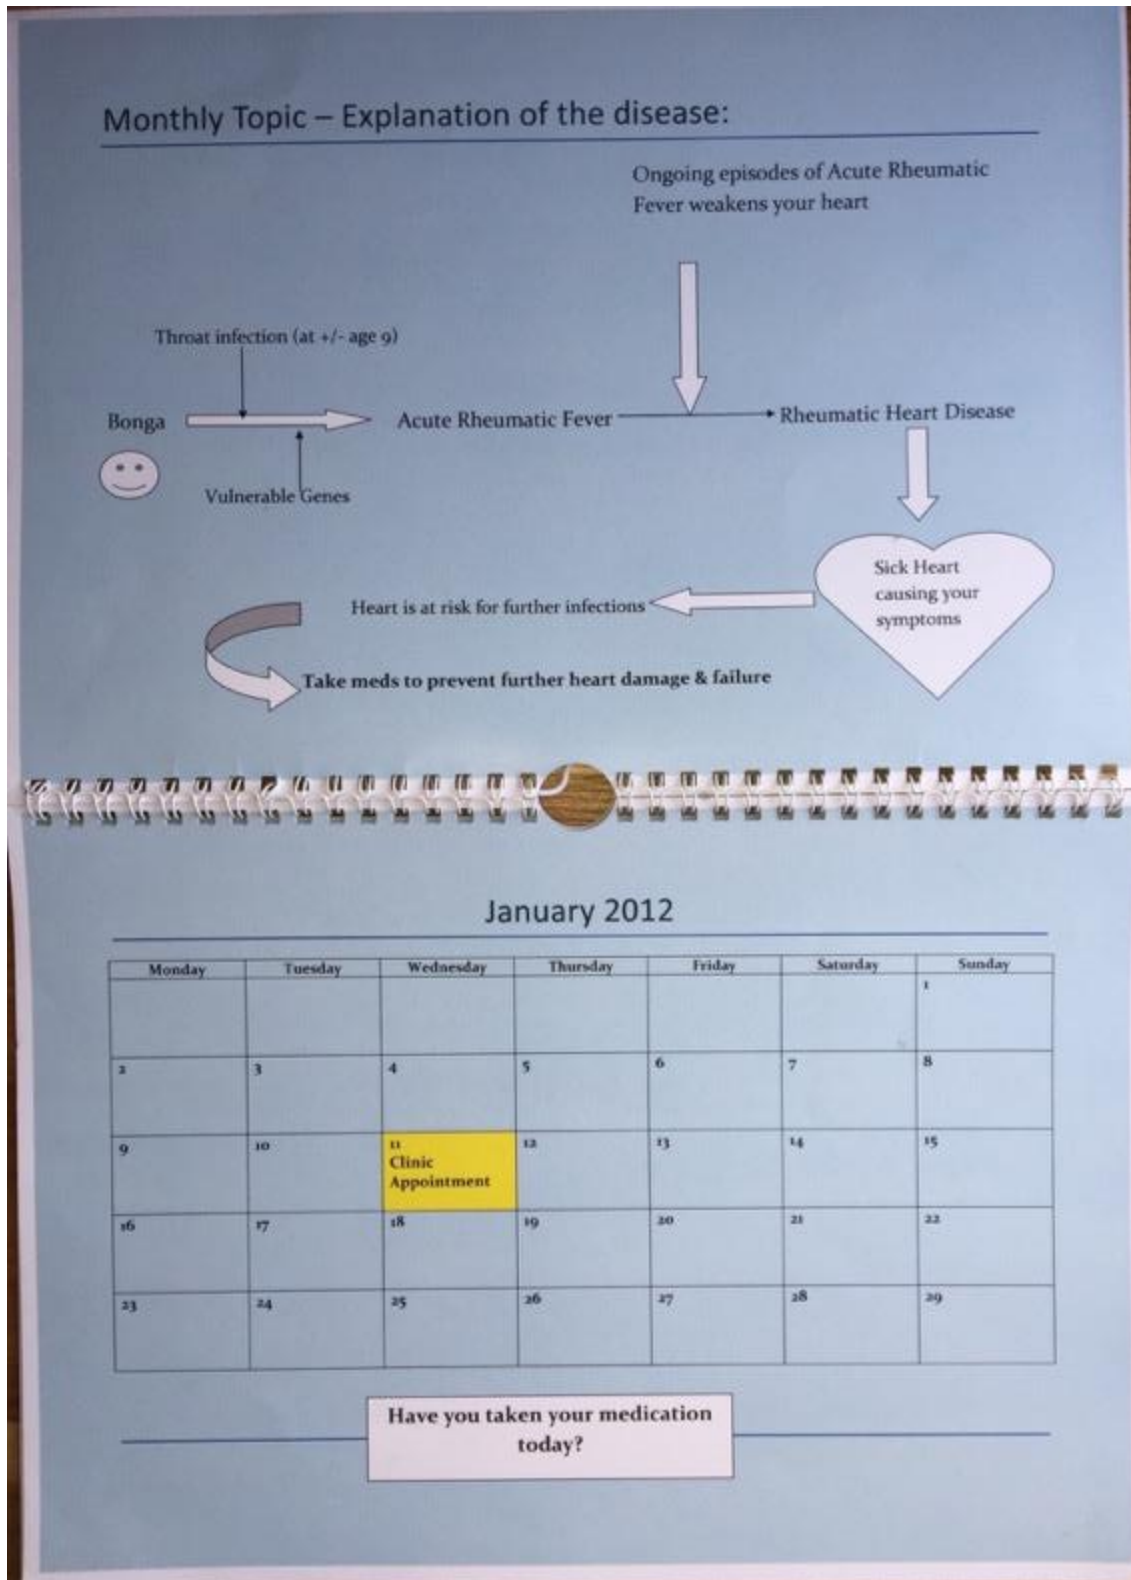 Monthly Topic – Explanation of the disease:
Ongoing episodes of Acute Rheumatic
Fever weakens your heart
Throat infection (at +/- age 9)
Bonga
Acute Rheumatic Fever
Rheumatic Heart Disease
Vulnerable Genes
Sick Heart
causing your
symptoms
Heart is at risk for further infections
Take meds to prevent further heart damage & failure
January 2012
Monday Tuesday Wednesday Thursday Friday Saturday Sunday
1
2 3 4 5 6 7 8
9 10 11 12 13 14 15
Clinic
Appointment
16 17 18 19 20 21 22
23 24 25 26 27 28 29
Have you taken your medication
today?